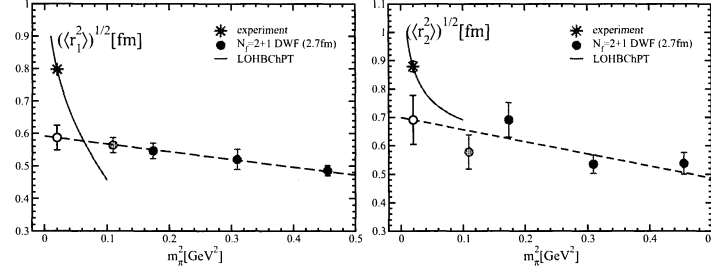 (⟨r₁²⟩)^1/2[fm]
experiment
N_f=2+1 DWF (2.7fm)
LOHBChPT
0.9
0.8
0.7
0.6
0.5
0.4
0.3
0
0.1
0.2
0.3
0.4
0.5
m_π²[GeV²]
(⟨r₂²⟩)^1/2[fm]
experiment
N_f=2+1 DWF (2.7fm)
LOHBChPT
1.1
1
0.9
0.8
0.7
0.6
0.5
0.4
0.3
0
0.1
0.2
0.3
0.4
0.5
m_π²[GeV²]